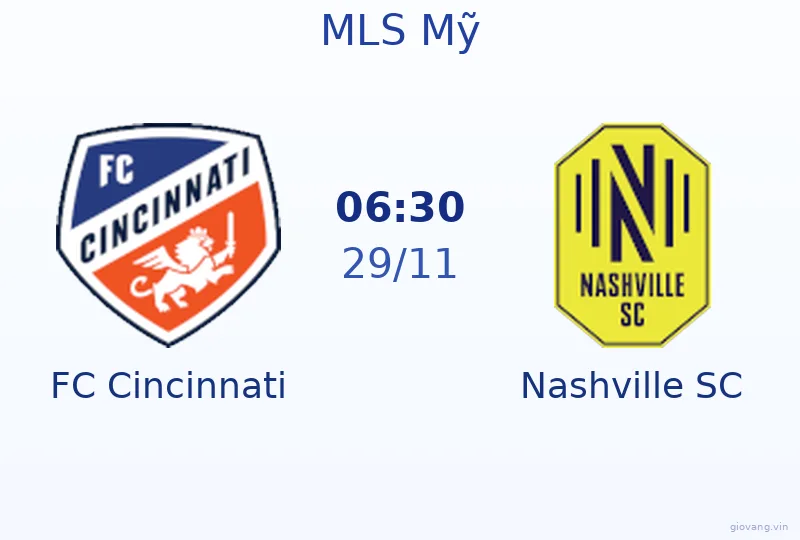 MLS Mỹ
FC
CINCINNATI
06:30
29/11
N
NASHVILLE
SC
FC Cincinnati
Nashville SC
giovang.vin